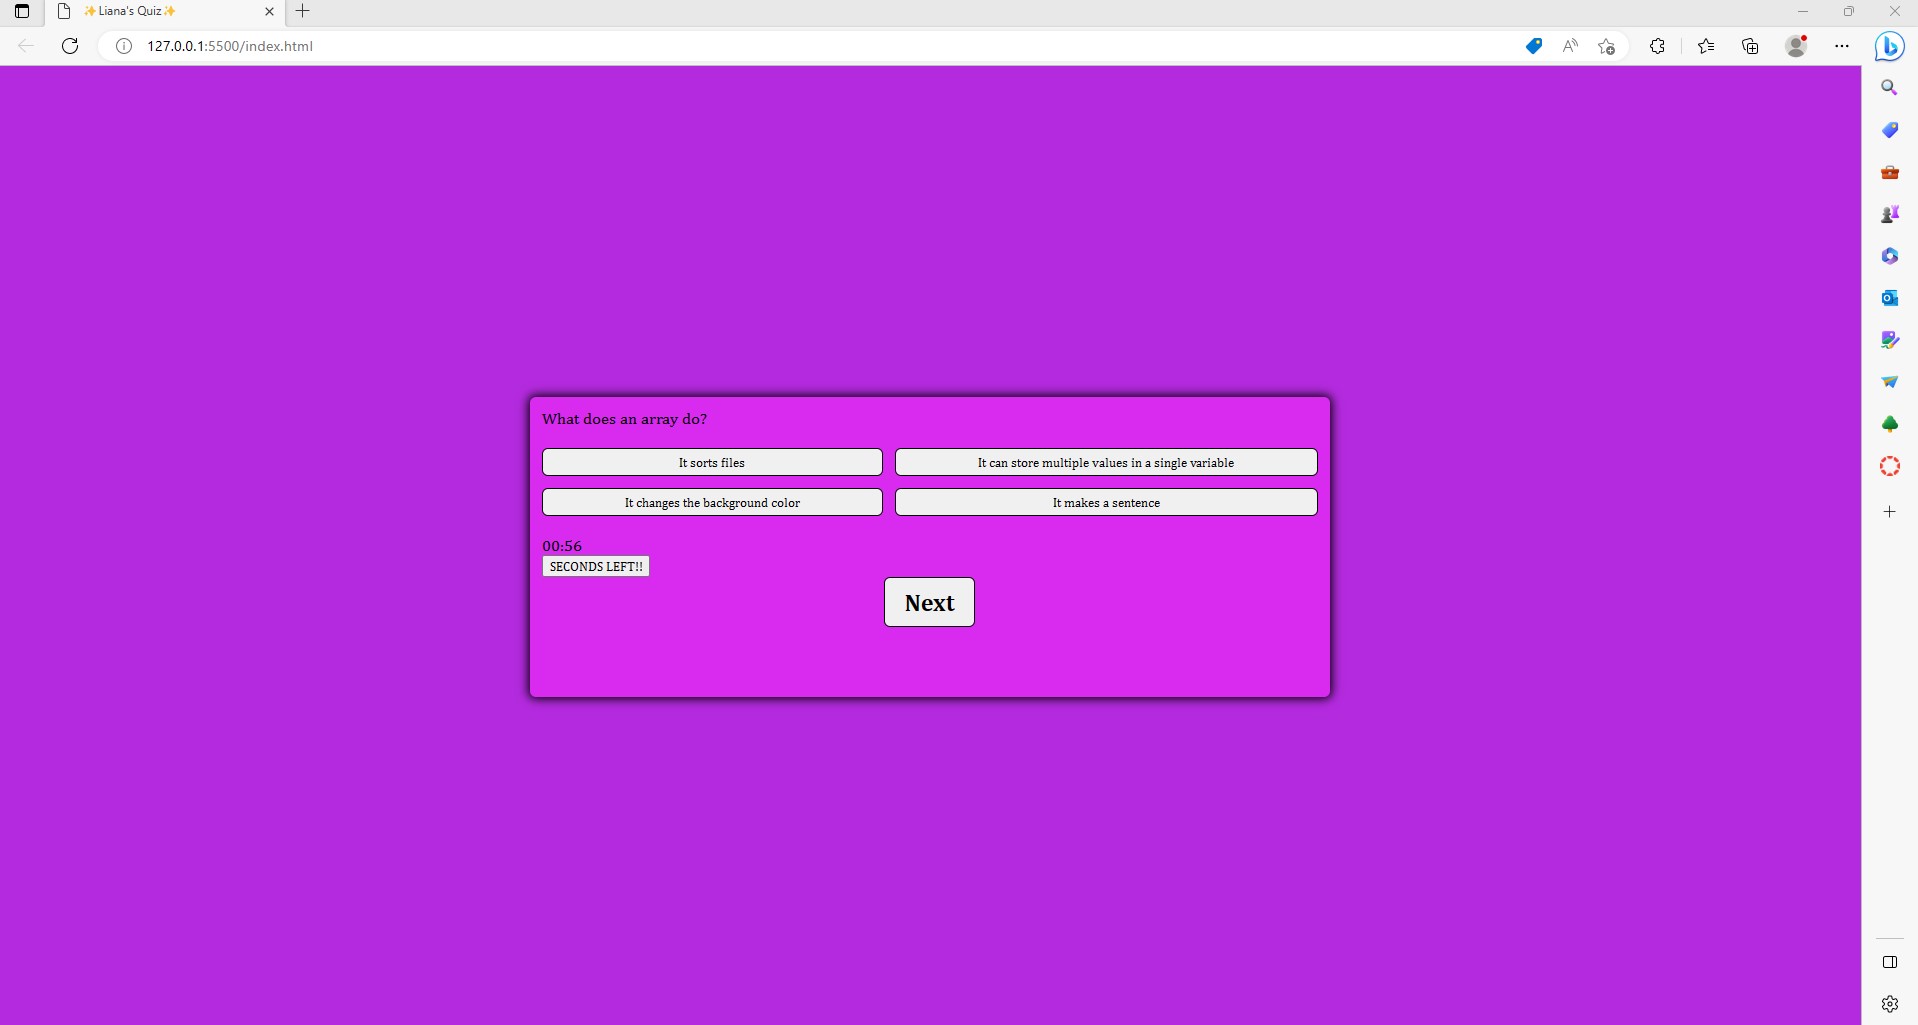 ✨Liana's Quiz✨
127.0.0.1:5500/index.html
What does an array do?
It sorts files
It can store multiple values in a single variable
It changes the background color
It makes a sentence
00:56
SECONDS LEFT!!
Next